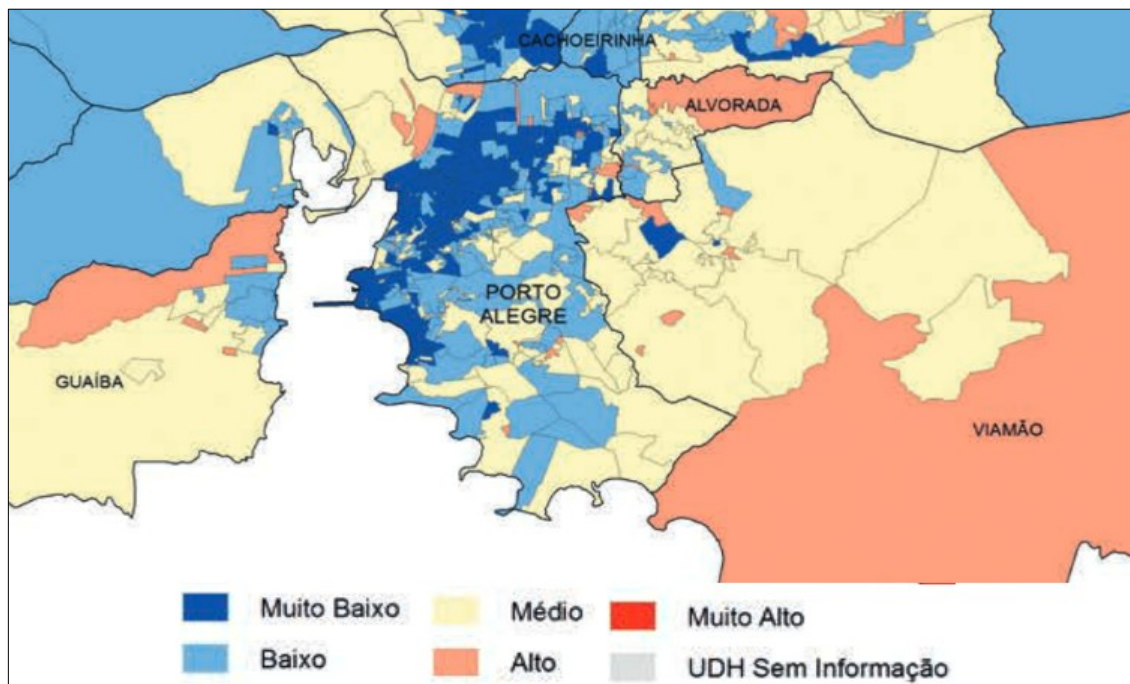 CACHOEIRINHA
ALVORADA
PORTO
ALEGRE
GUAÍBA
VIAMÃO
Muito Baixo
Médio
Muito Alto
Baixo
Alto
UDH Sem Informação